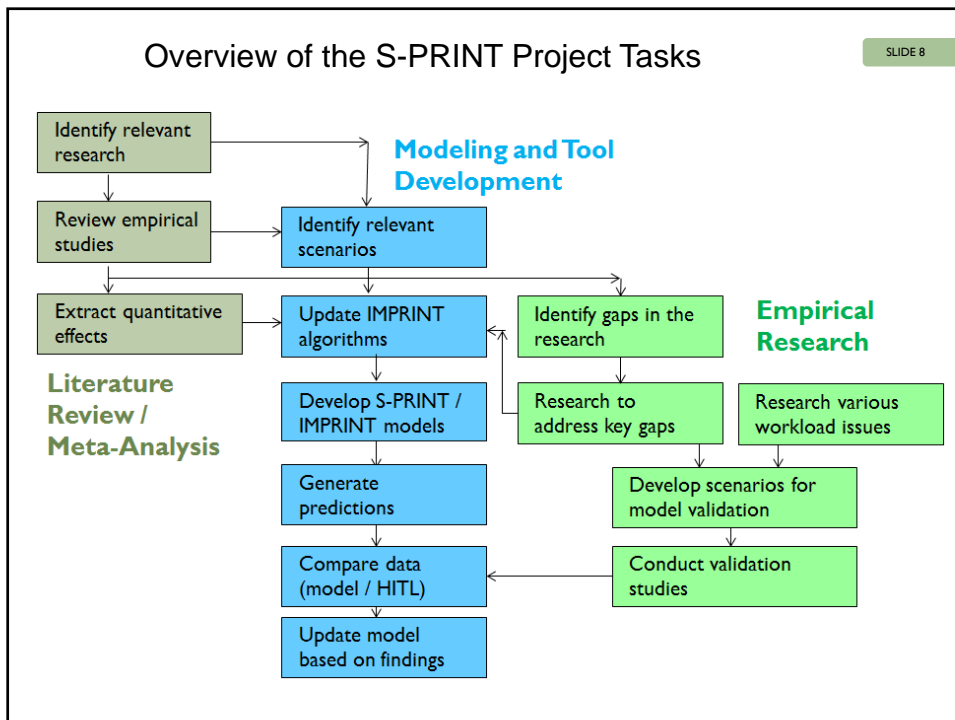 Overview of the S-PRINT Project Tasks
SLIDE 8
Identify relevant
research
Modeling and Tool
Development
Review empirical
studies
Identify relevant
scenarios
Extract quantitative
effects
Update IMPRINT
algorithms
Identify gaps in the
research
Empirical
Research
Literature
Review /
Meta-Analysis
Develop S-PRINT /
IMPRINT models
Research to
address key gaps
Research various
workload issues
Generate
predictions
Develop scenarios for
model validation
Compare data
(model / HITL)
Conduct validation
studies
Update model
based on findings